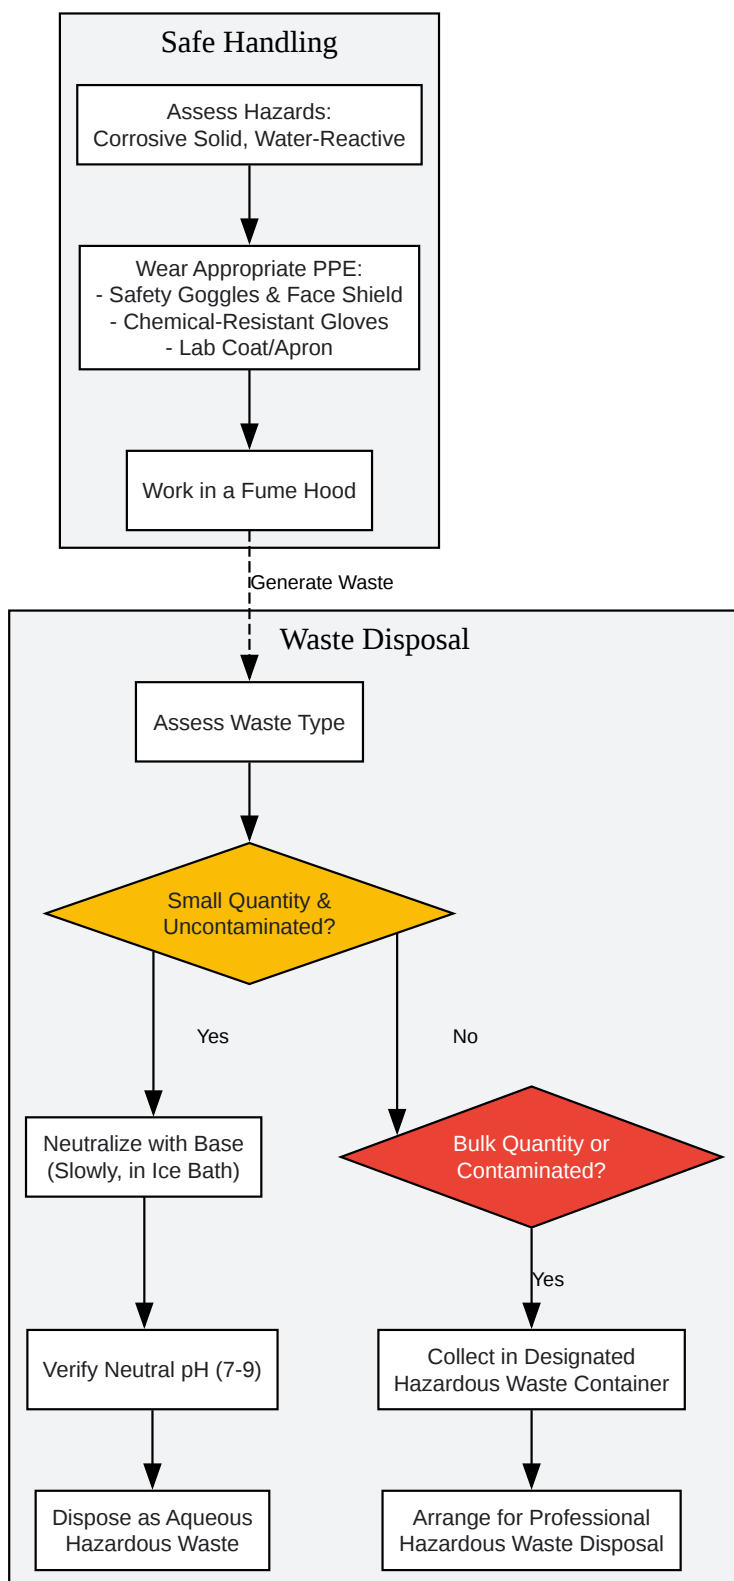 Safe Handling
Assess Hazards:
Corrosive Solid, Water-Reactive
Wear Appropriate PPE:
- Safety Goggles & Face Shield
- Chemical-Resistant Gloves
- Lab Coat/Apron
Work in a Fume Hood
Generate Waste
Waste Disposal
Assess Waste Type
Small Quantity &
Uncontaminated?
Yes
No
Neutralize with Base
(Slowly, in Ice Bath)
Bulk Quantity or
Contaminated?
Yes
Verify Neutral pH (7-9)
Collect in Designated
Hazardous Waste Container
Dispose as Aqueous
Hazardous Waste
Arrange for Professional
Hazardous Waste Disposal